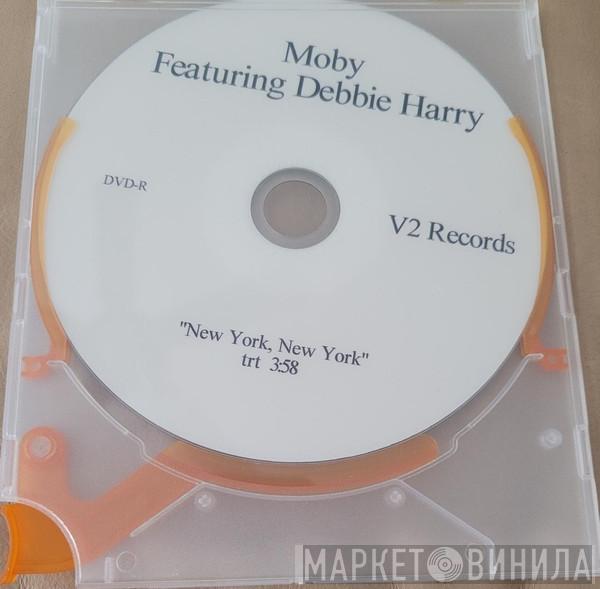 Moby
Featuring Debbie Harry
DVD-R
V2 Records
"New York, New York"
trt 3:58
МАРКЕТ ВИНИЛА